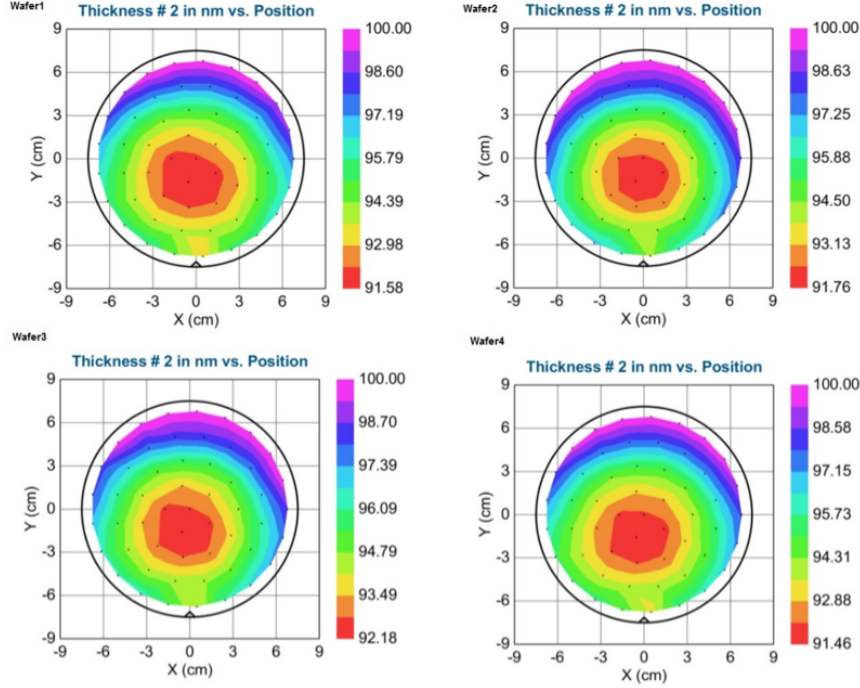 Wafer1
Thickness # 2 in nm vs. Position
9
6
3
0
-3
-6
-9
Y (cm)
-9 -6 -3 0 3 6 9
X (cm)
100.00
98.60
97.19
95.79
94.39
92.98
91.58
Wafer2
Thickness # 2 in nm vs. Position
9
6
3
0
-3
-6
-9
Y (cm)
-9 -6 -3 0 3 6 9
X (cm)
100.00
98.63
97.25
95.88
94.50
93.13
91.76
Wafer3
Thickness # 2 in nm vs. Position
9
6
3
0
-3
-6
-9
Y (cm)
-9 -6 -3 0 3 6 9
X (cm)
100.00
98.70
97.39
96.09
94.79
93.49
92.18
Wafer4
Thickness # 2 in nm vs. Position
9
6
3
0
-3
-6
-9
Y (cm)
-9 -6 -3 0 3 6 9
X (cm)
100.00
98.58
97.15
95.73
94.31
92.88
91.46